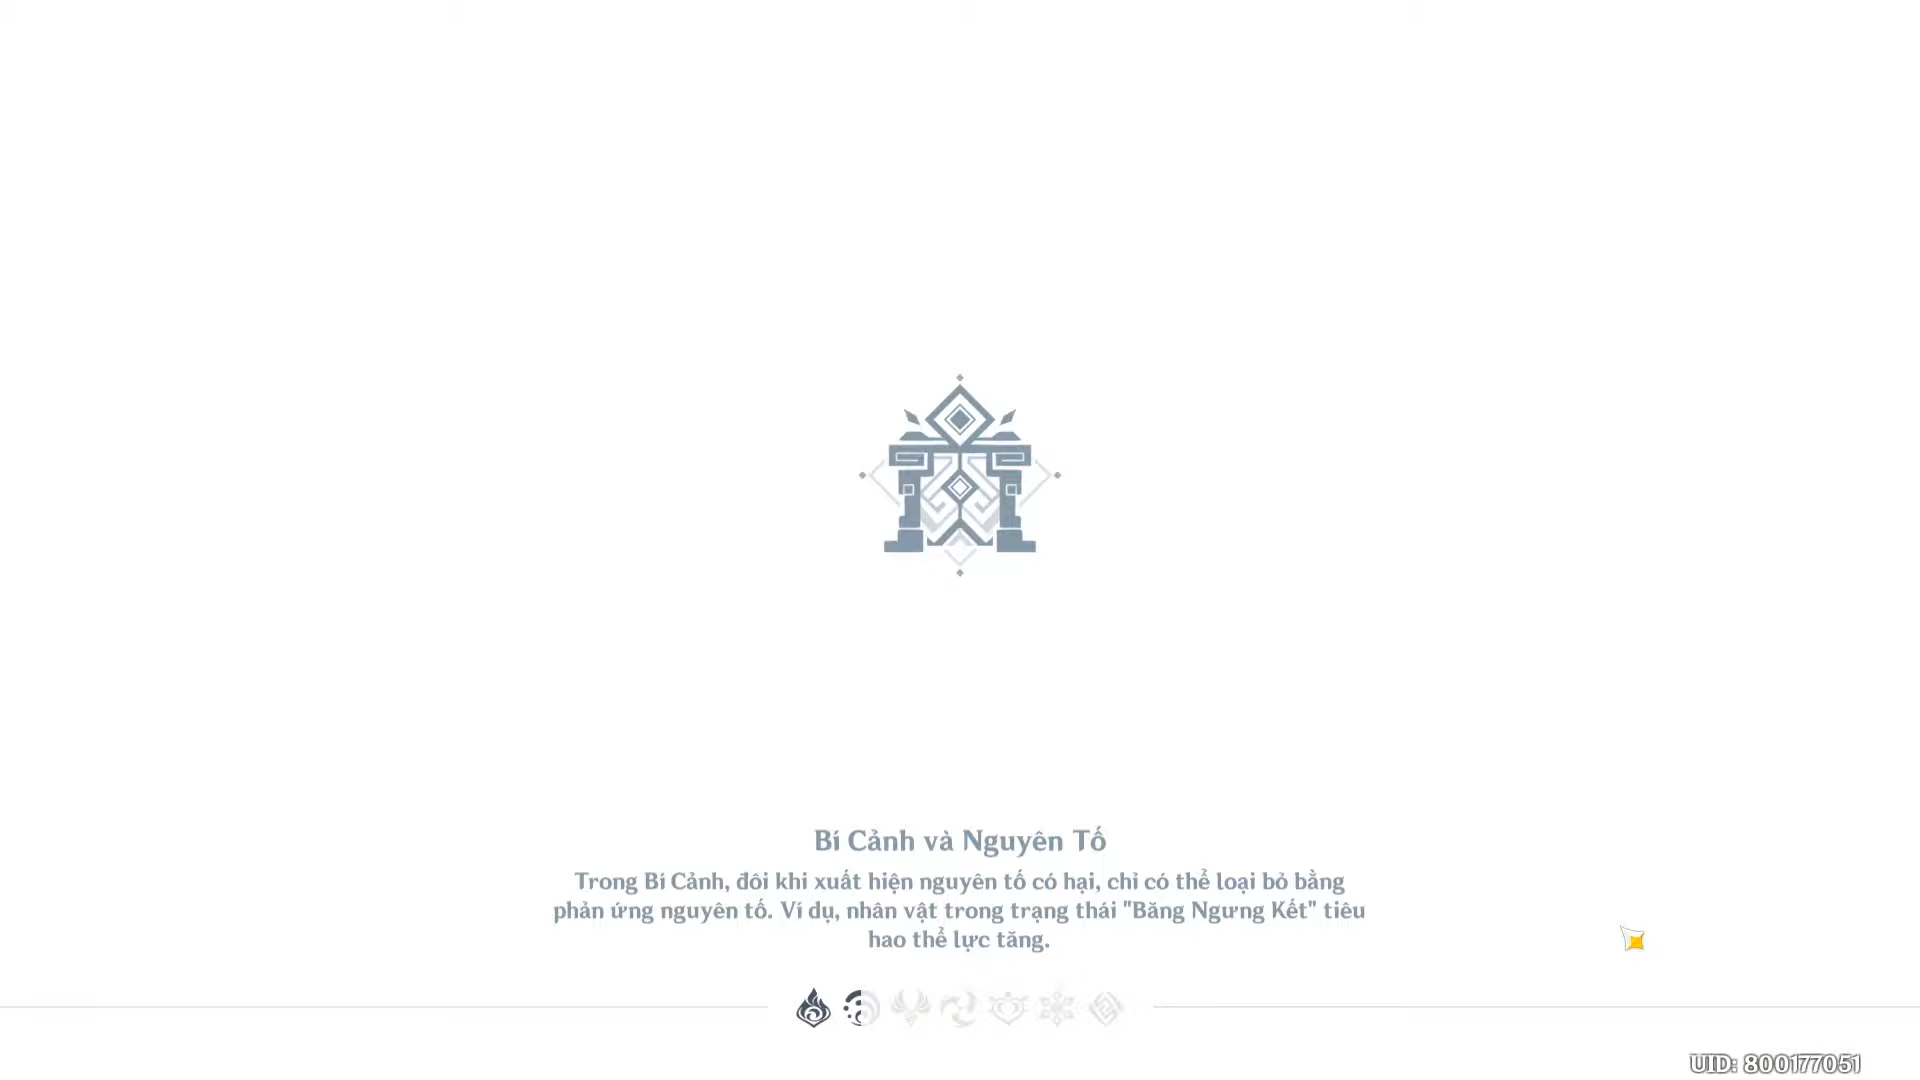 Bí Cảnh và Nguyên Tố
Trong Bí Cảnh, đôi khi xuất hiện nguyên tố có hại, chỉ có thể loại bỏ bằng
phản ứng nguyên tố. Ví dụ, nhân vật trong trạng thái "Băng Ngưng Kết" tiêu
hao thể lực tăng.
UID: 800177051